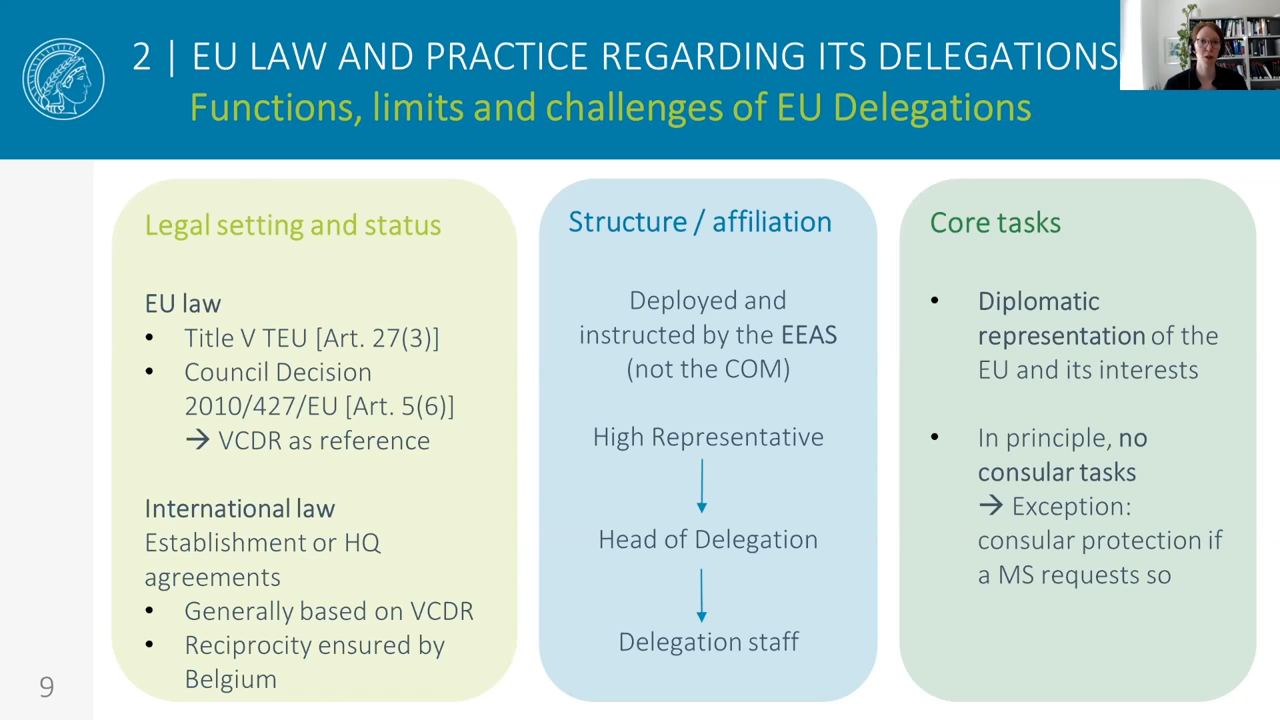 2 | EU LAW AND PRACTICE REGARDING ITS DELEGATIONS
Functions, limits and challenges of EU Delegations
Legal setting and status
EU law
• Title V TEU [Art. 27(3)]
• Council Decision
2010/427/EU [Art. 5(6)]
→ VCDR as reference
International law
Establishment or HQ
agreements
• Generally based on VCDR
• Reciprocity ensured by
Belgium
Structure / affiliation
Deployed and
instructed by the EEAS
(not the COM)
High Representative
Head of Delegation
Delegation staff
Core tasks
• Diplomatic
representation of the
EU and its interests
• In principle, no
consular tasks
→ Exception:
consular protection if
a MS requests so
9